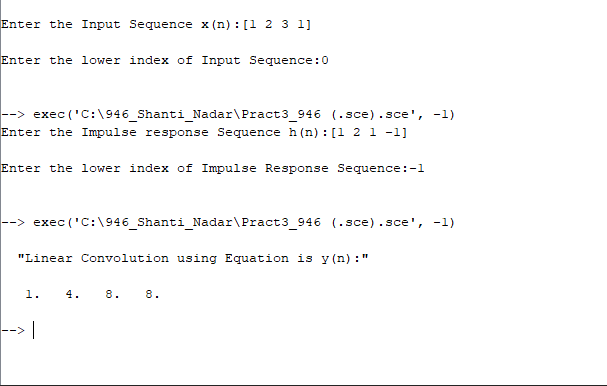 Enter the Input Sequence x(n):[1 2 3 1]
Enter the lower index of Input Sequence:0
--> exec('C:\946_Shanti_Nadar\Pract3_946 (.sce).sce', -1)
Enter the Impulse response Sequence h(n):[1 2 1 -1]
Enter the lower index of Impulse Response Sequence:-1
--> exec('C:\946_Shanti_Nadar\Pract3_946 (.sce).sce', -1)
"Linear Convolution using Equation is y(n):"
1. 4. 8. 8.
-->